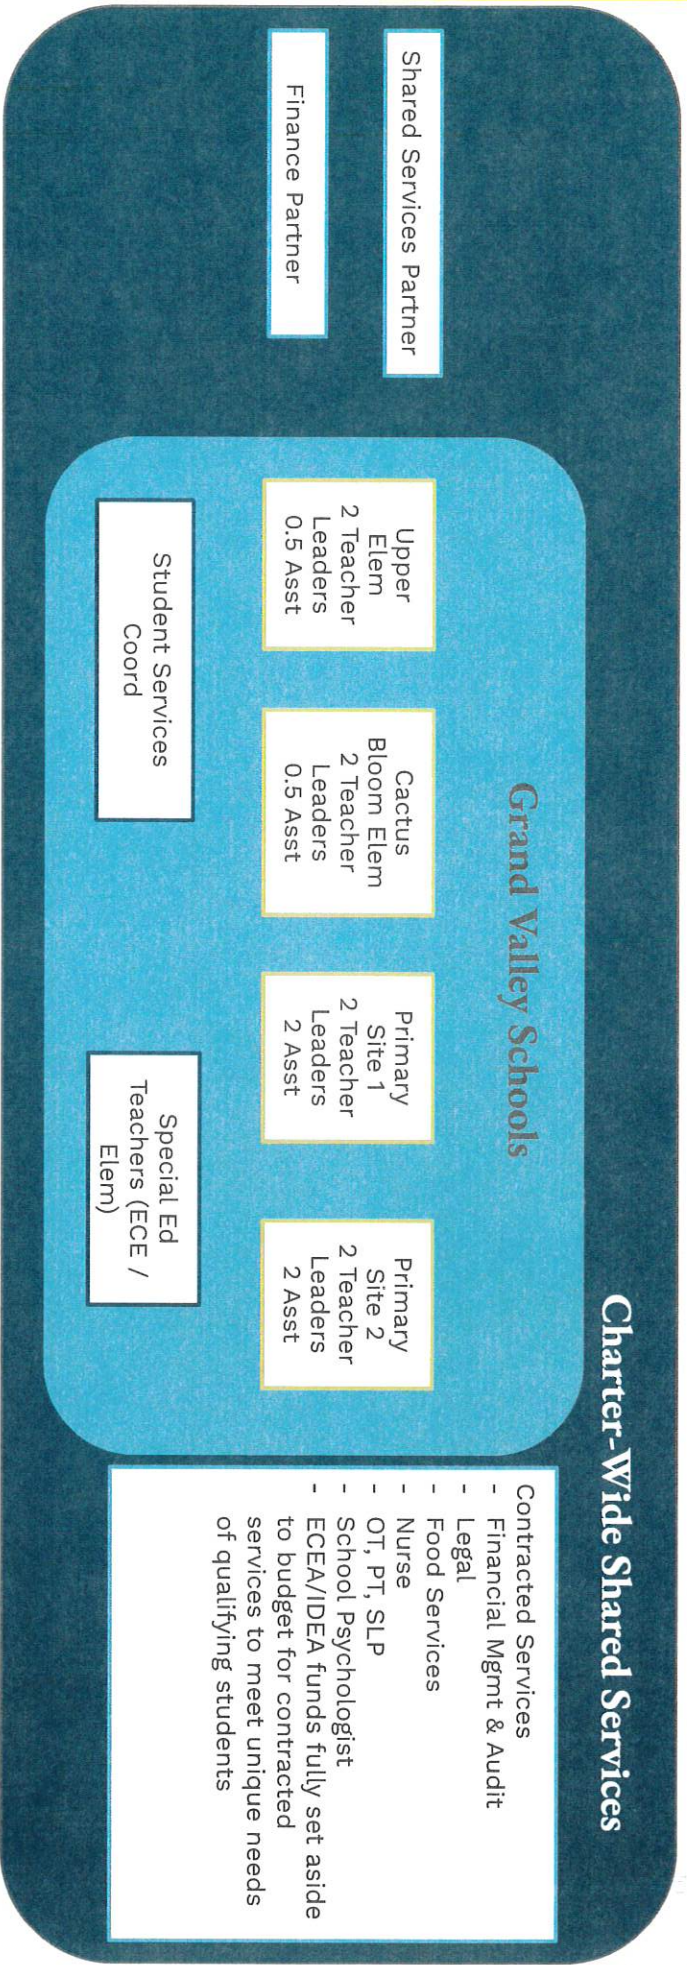 Charter-Wide Shared Services
Shared Services Partner
Finance Partner
Grand Valley Schools
Upper
Elem
2 Teacher
Leaders
0.5 Asst
Cactus
Bloom Elem
2 Teacher
Leaders
0.5 Asst
Primary
Site 1
2 Teacher
Leaders
2 Asst
Primary
Site 2
2 Teacher
Leaders
2 Asst
Student Services
Coord
Special Ed
Teachers (ECE /
Elem)
Contracted Services
- Financial Mgmt & Audit
- Legal
- Food Services
- Nurse
- OT, PT, SLP
- School Psychologist
- ECEA/IDEA funds fully set aside
to budget for contracted
services to meet unique needs
of qualifying students